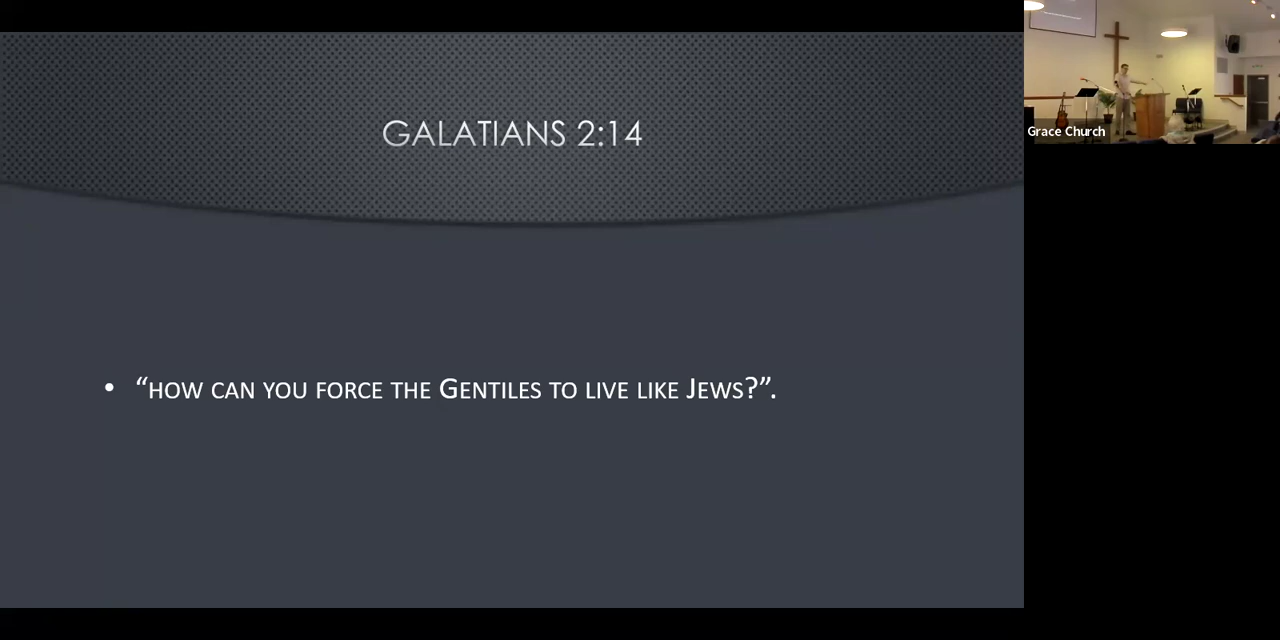 GALATIANS 2:14
• “HOW CAN YOU FORCE THE GENTILES TO LIVE LIKE JEWS?”.
Grace Church